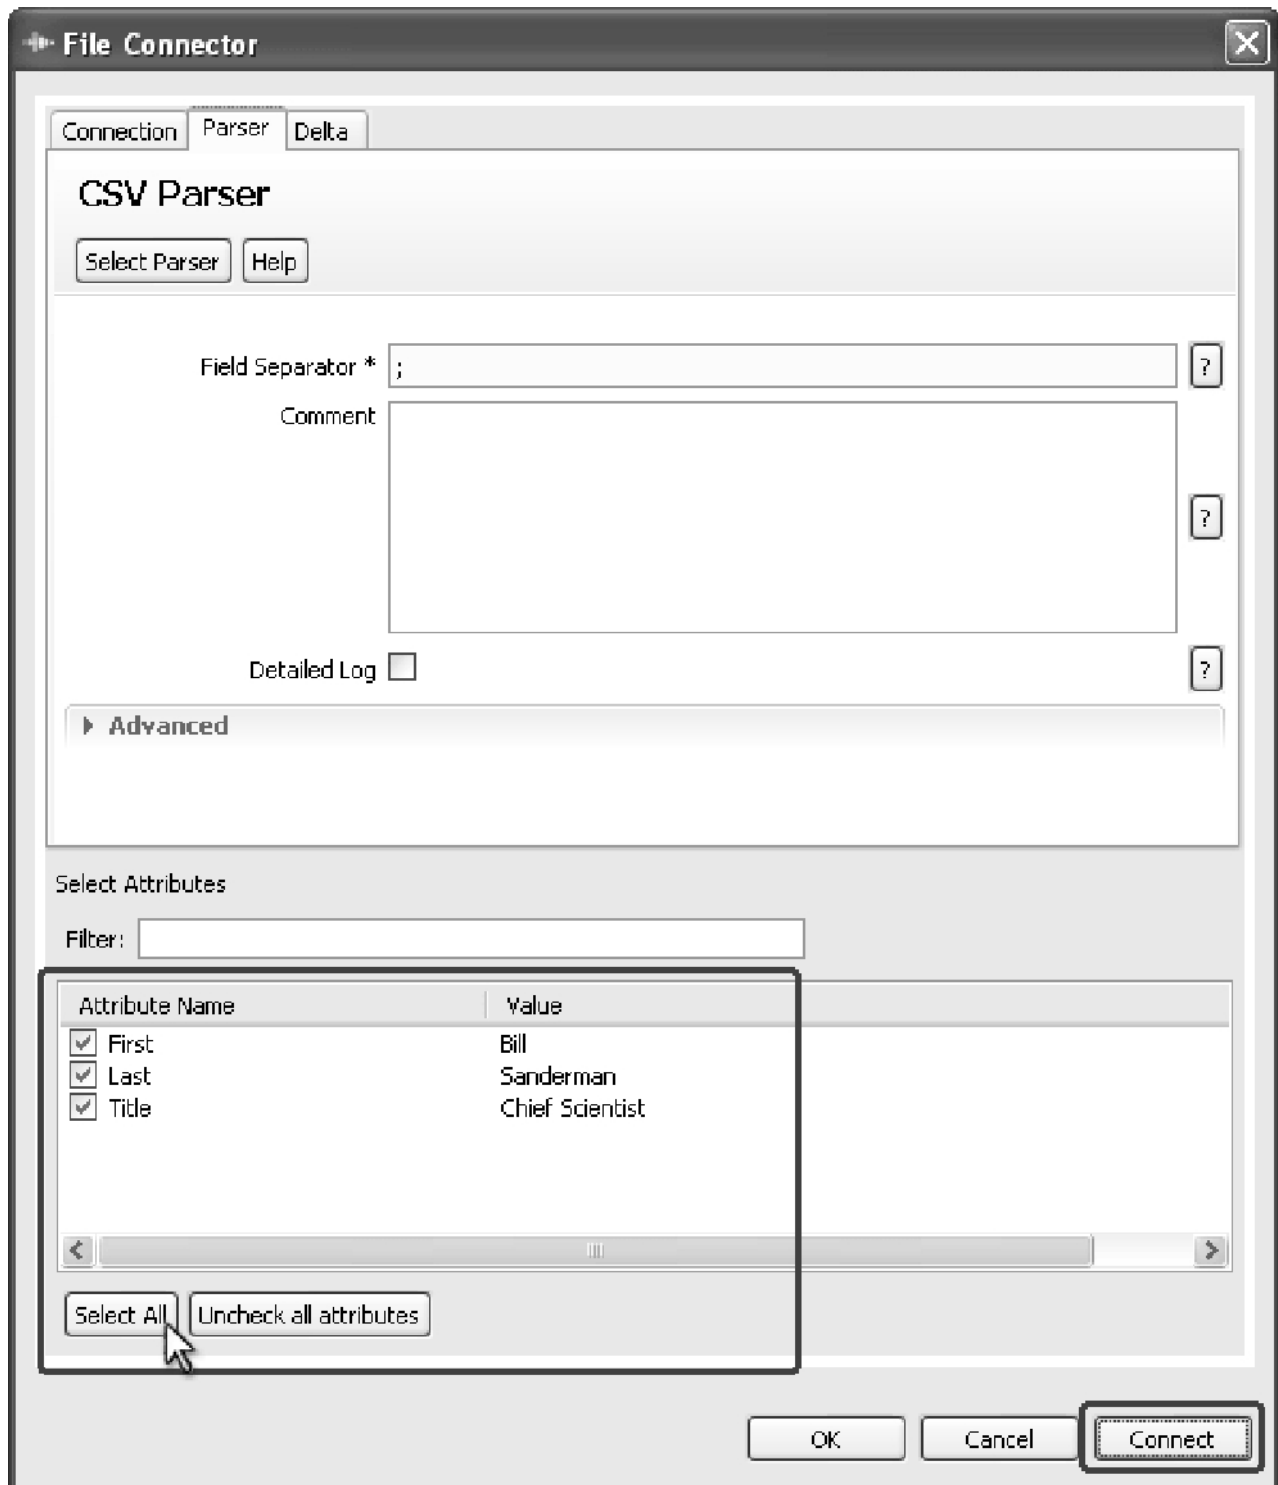 File Connector
Connection Parser Delta
CSV Parser
Select Parser Help
Field Separator * ; ?
Comment
?
Detailed Log ?
Advanced
Select Attributes
Filter:
Attribute Name Value
First Bill
Last Sanderman
Title Chief Scientist
Select All Uncheck all attributes
OK Cancel Connect